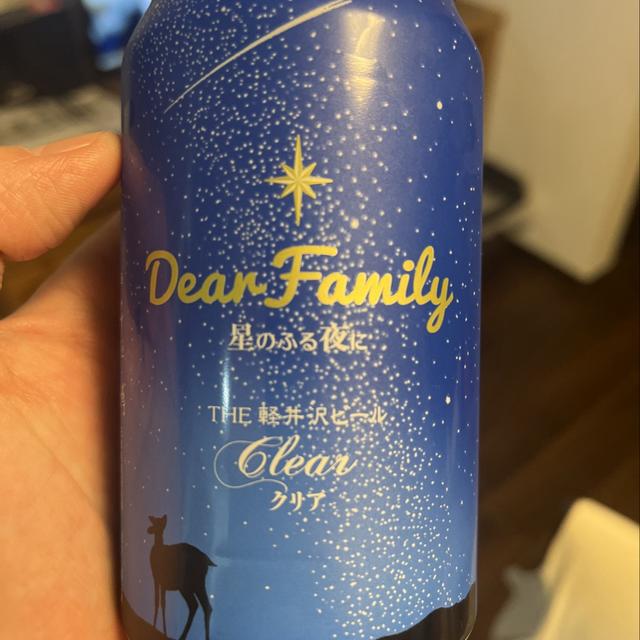 Dear Family
星のふる夜に
THE 軽井沢ビール
Clear
クリア